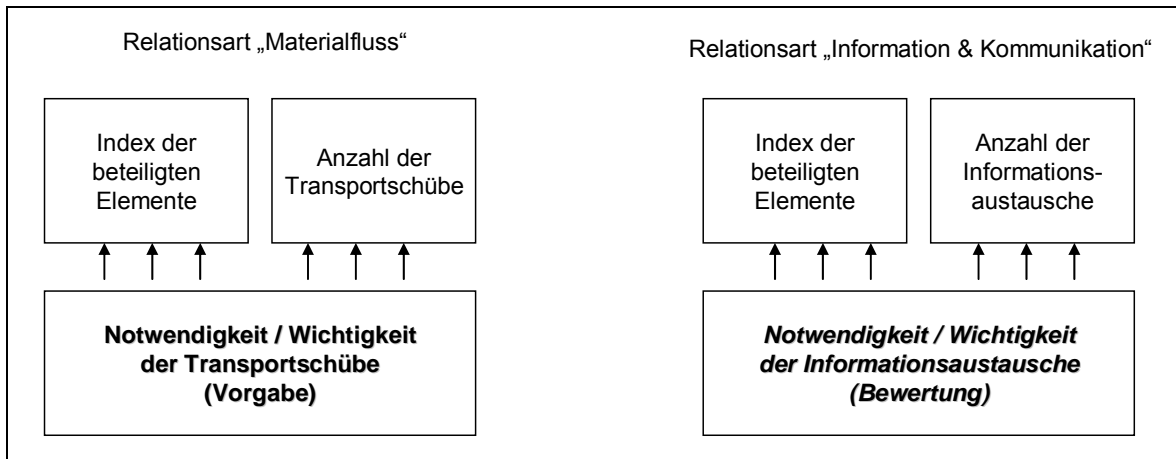 Relationsart „Materialfluss“
Index der
beteiligten
Elemente
Anzahl der
Transportschübe
Notwendigkeit / Wichtigkeit
der Transportschübe
(Vorgabe)
Relationsart „Information & Kommunikation“
Index der
beteiligten
Elemente
Anzahl der
Informations-
austausche
Notwendigkeit / Wichtigkeit
der Informationsaustausche
(Bewertung)